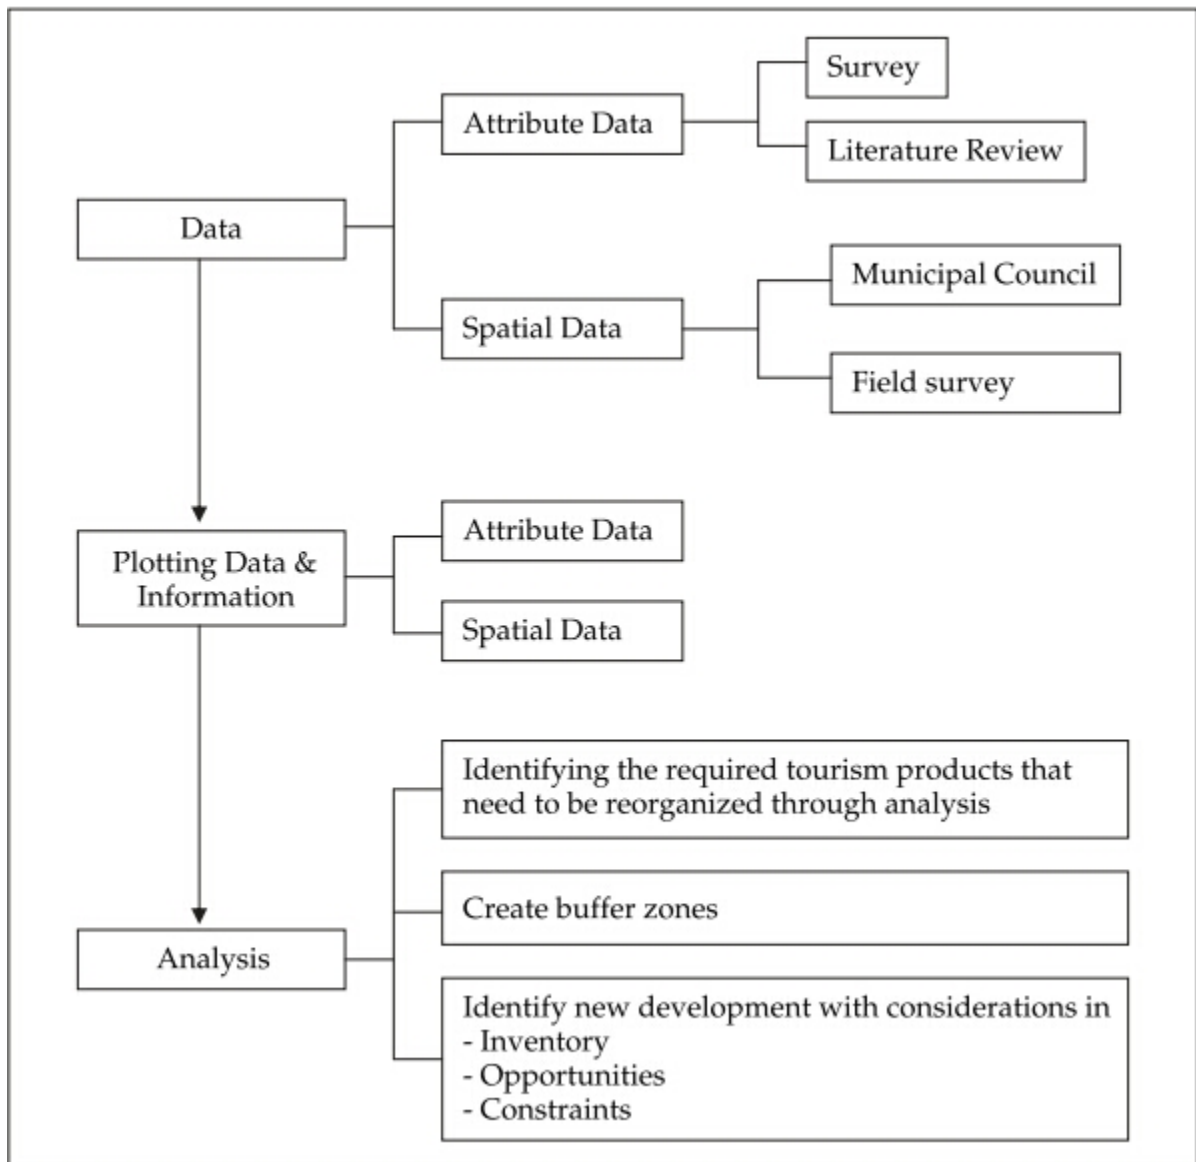 Survey
Attribute Data
Literature Review
Data
Municipal Council
Spatial Data
Field survey
Attribute Data
Plotting Data &
Information
Spatial Data
Identifying the required tourism products that
need to be reorganized through analysis
Create buffer zones
Analysis
Identify new development with considerations in
- Inventory
- Opportunities
- Constraints